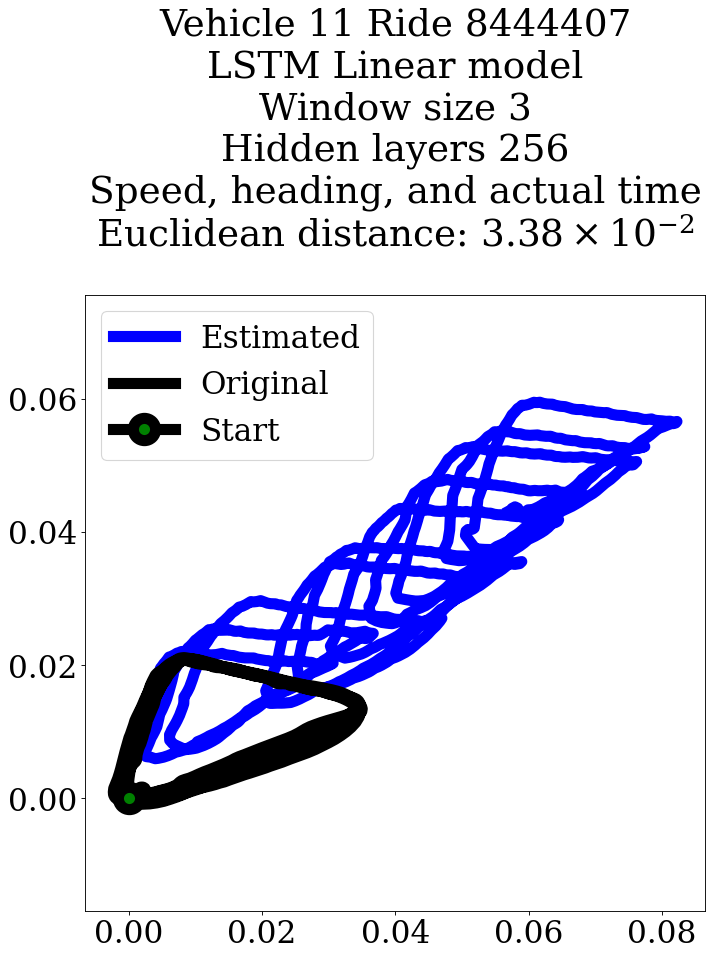 Vehicle 11 Ride 8444407
LSTM Linear model
Window size 3
Hidden layers 256
Speed, heading, and actual time
Euclidean distance: 3.38 × 10⁻²
Estimated
Original
Start
0.06
0.04
0.02
0.00
0.00 0.02 0.04 0.06 0.08